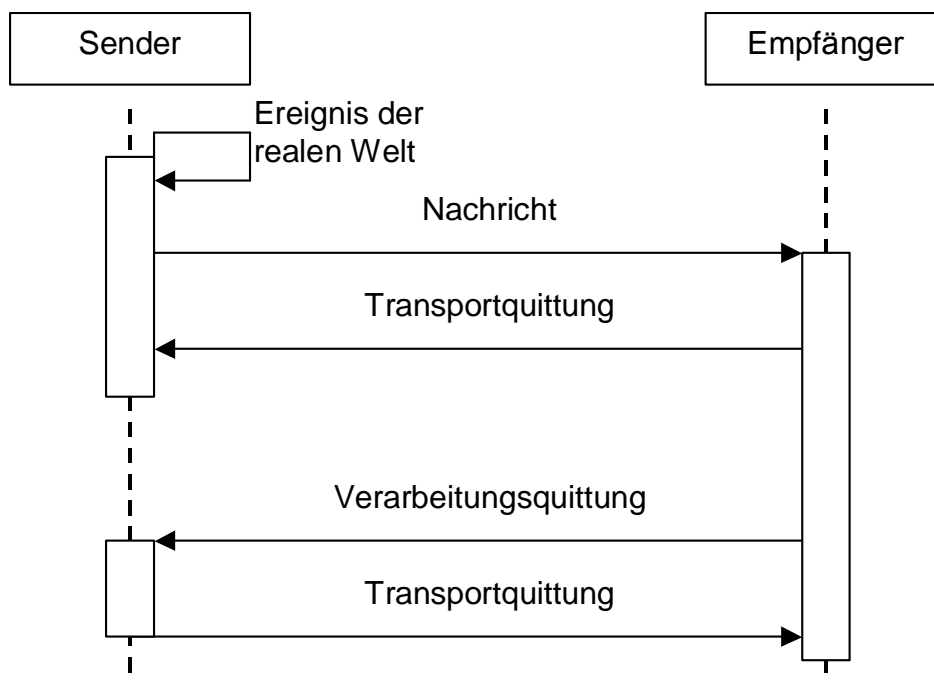 Sender
Empfänger
Ereignis der
realen Welt
Nachricht
Transportquittung
Verarbeitungsquittung
Transportquittung